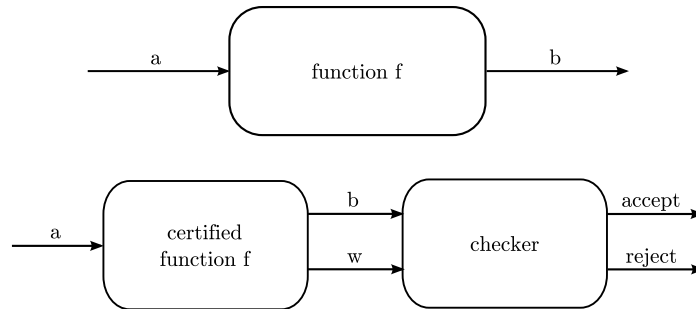 a
function f
b
a
certified
function f
b
w
checker
accept
reject